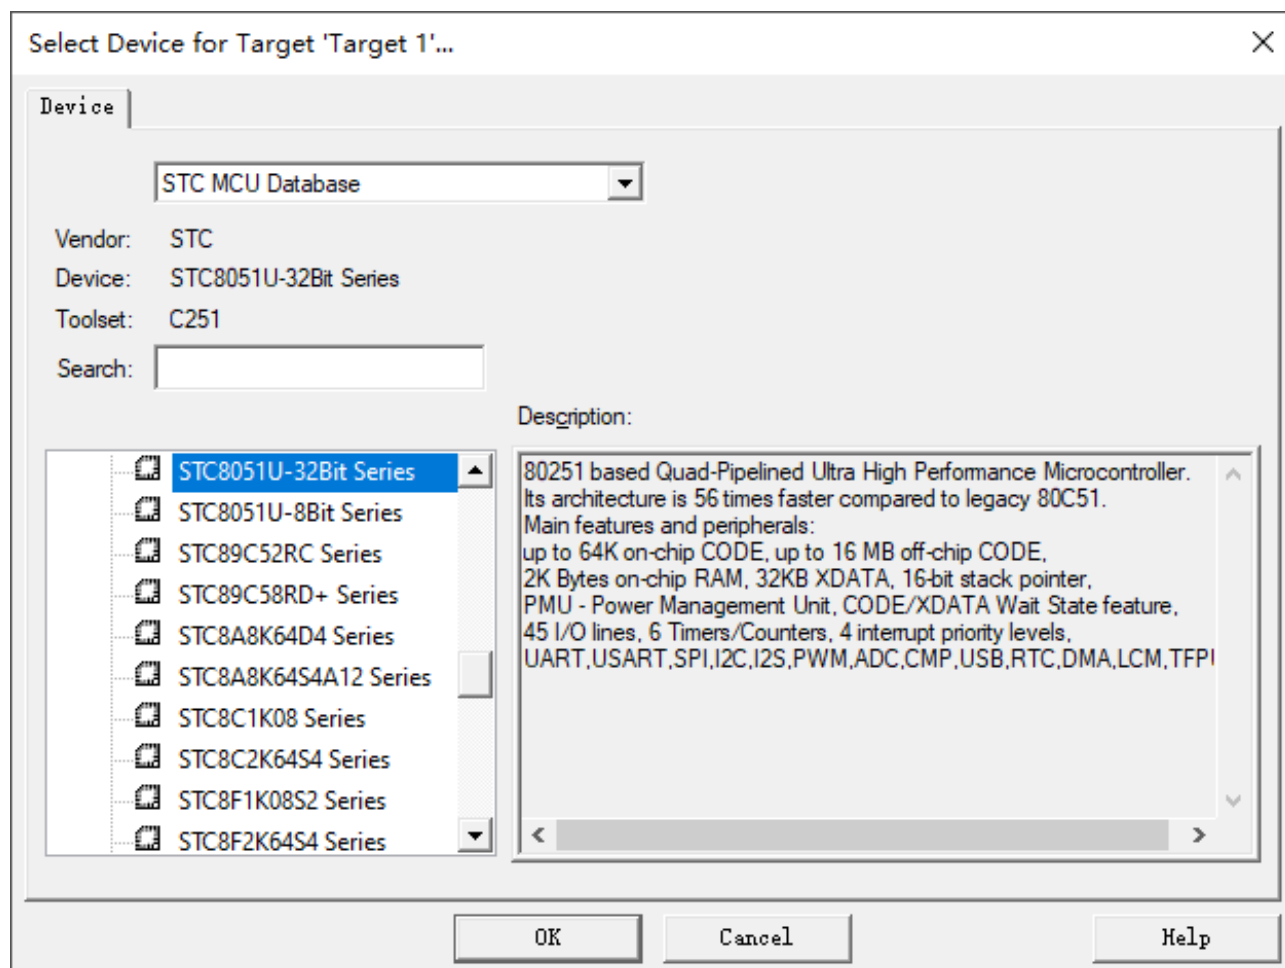 Select Device for Target 'Target 1'...
Device
STC MCU Database
Vendor: STC
Device: STC8051U-32Bit Series
Toolset: C251
Search:
Description:
STC8051U-32Bit Series
STC8051U-8Bit Series
STC89C52RC Series
STC89C58RD+ Series
STC8A8K64D4 Series
STC8A8K64S4A12 Series
STC8C1K08 Series
STC8C2K64S4 Series
STC8F1K08S2 Series
STC8F2K64S4 Series
80251 based Quad-Pipelined Ultra High Performance Microcontroller.
Its architecture is 56 times faster compared to legacy 80C51.
Main features and peripherals:
up to 64K on-chip CODE, up to 16 MB off-chip CODE,
2K Bytes on-chip RAM, 32KB XDATA, 16-bit stack pointer,
PMU - Power Management Unit, CODE/XDATA Wait State feature,
45 I/O lines, 6 Timers/Counters, 4 interrupt priority levels,
UART,USART,SPI,I2C,I2S,PWM,ADC,CMP,USB,RTC,DMA,LCM,TFPU
OK
Cancel
Help